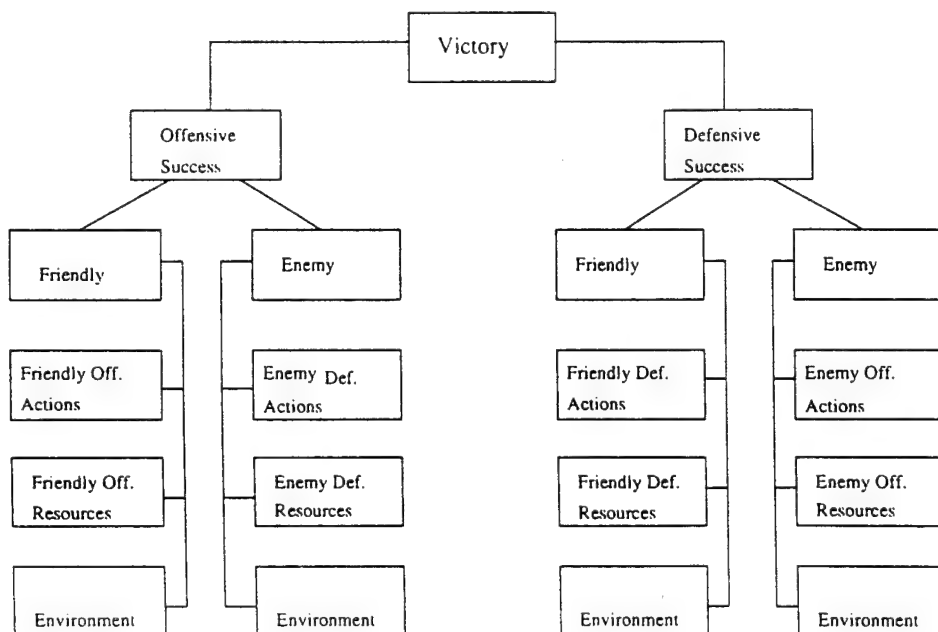 Victory
Offensive
Success
Defensive
Success
Friendly
Enemy
Friendly
Enemy
Friendly Off.
Actions
Enemy Def.
Actions
Friendly Def.
Actions
Enemy Off.
Actions
Friendly Off.
Resources
Enemy Def.
Resources
Friendly Def.
Resources
Enemy Off.
Resources
Environment
Environment
Environment
Environment